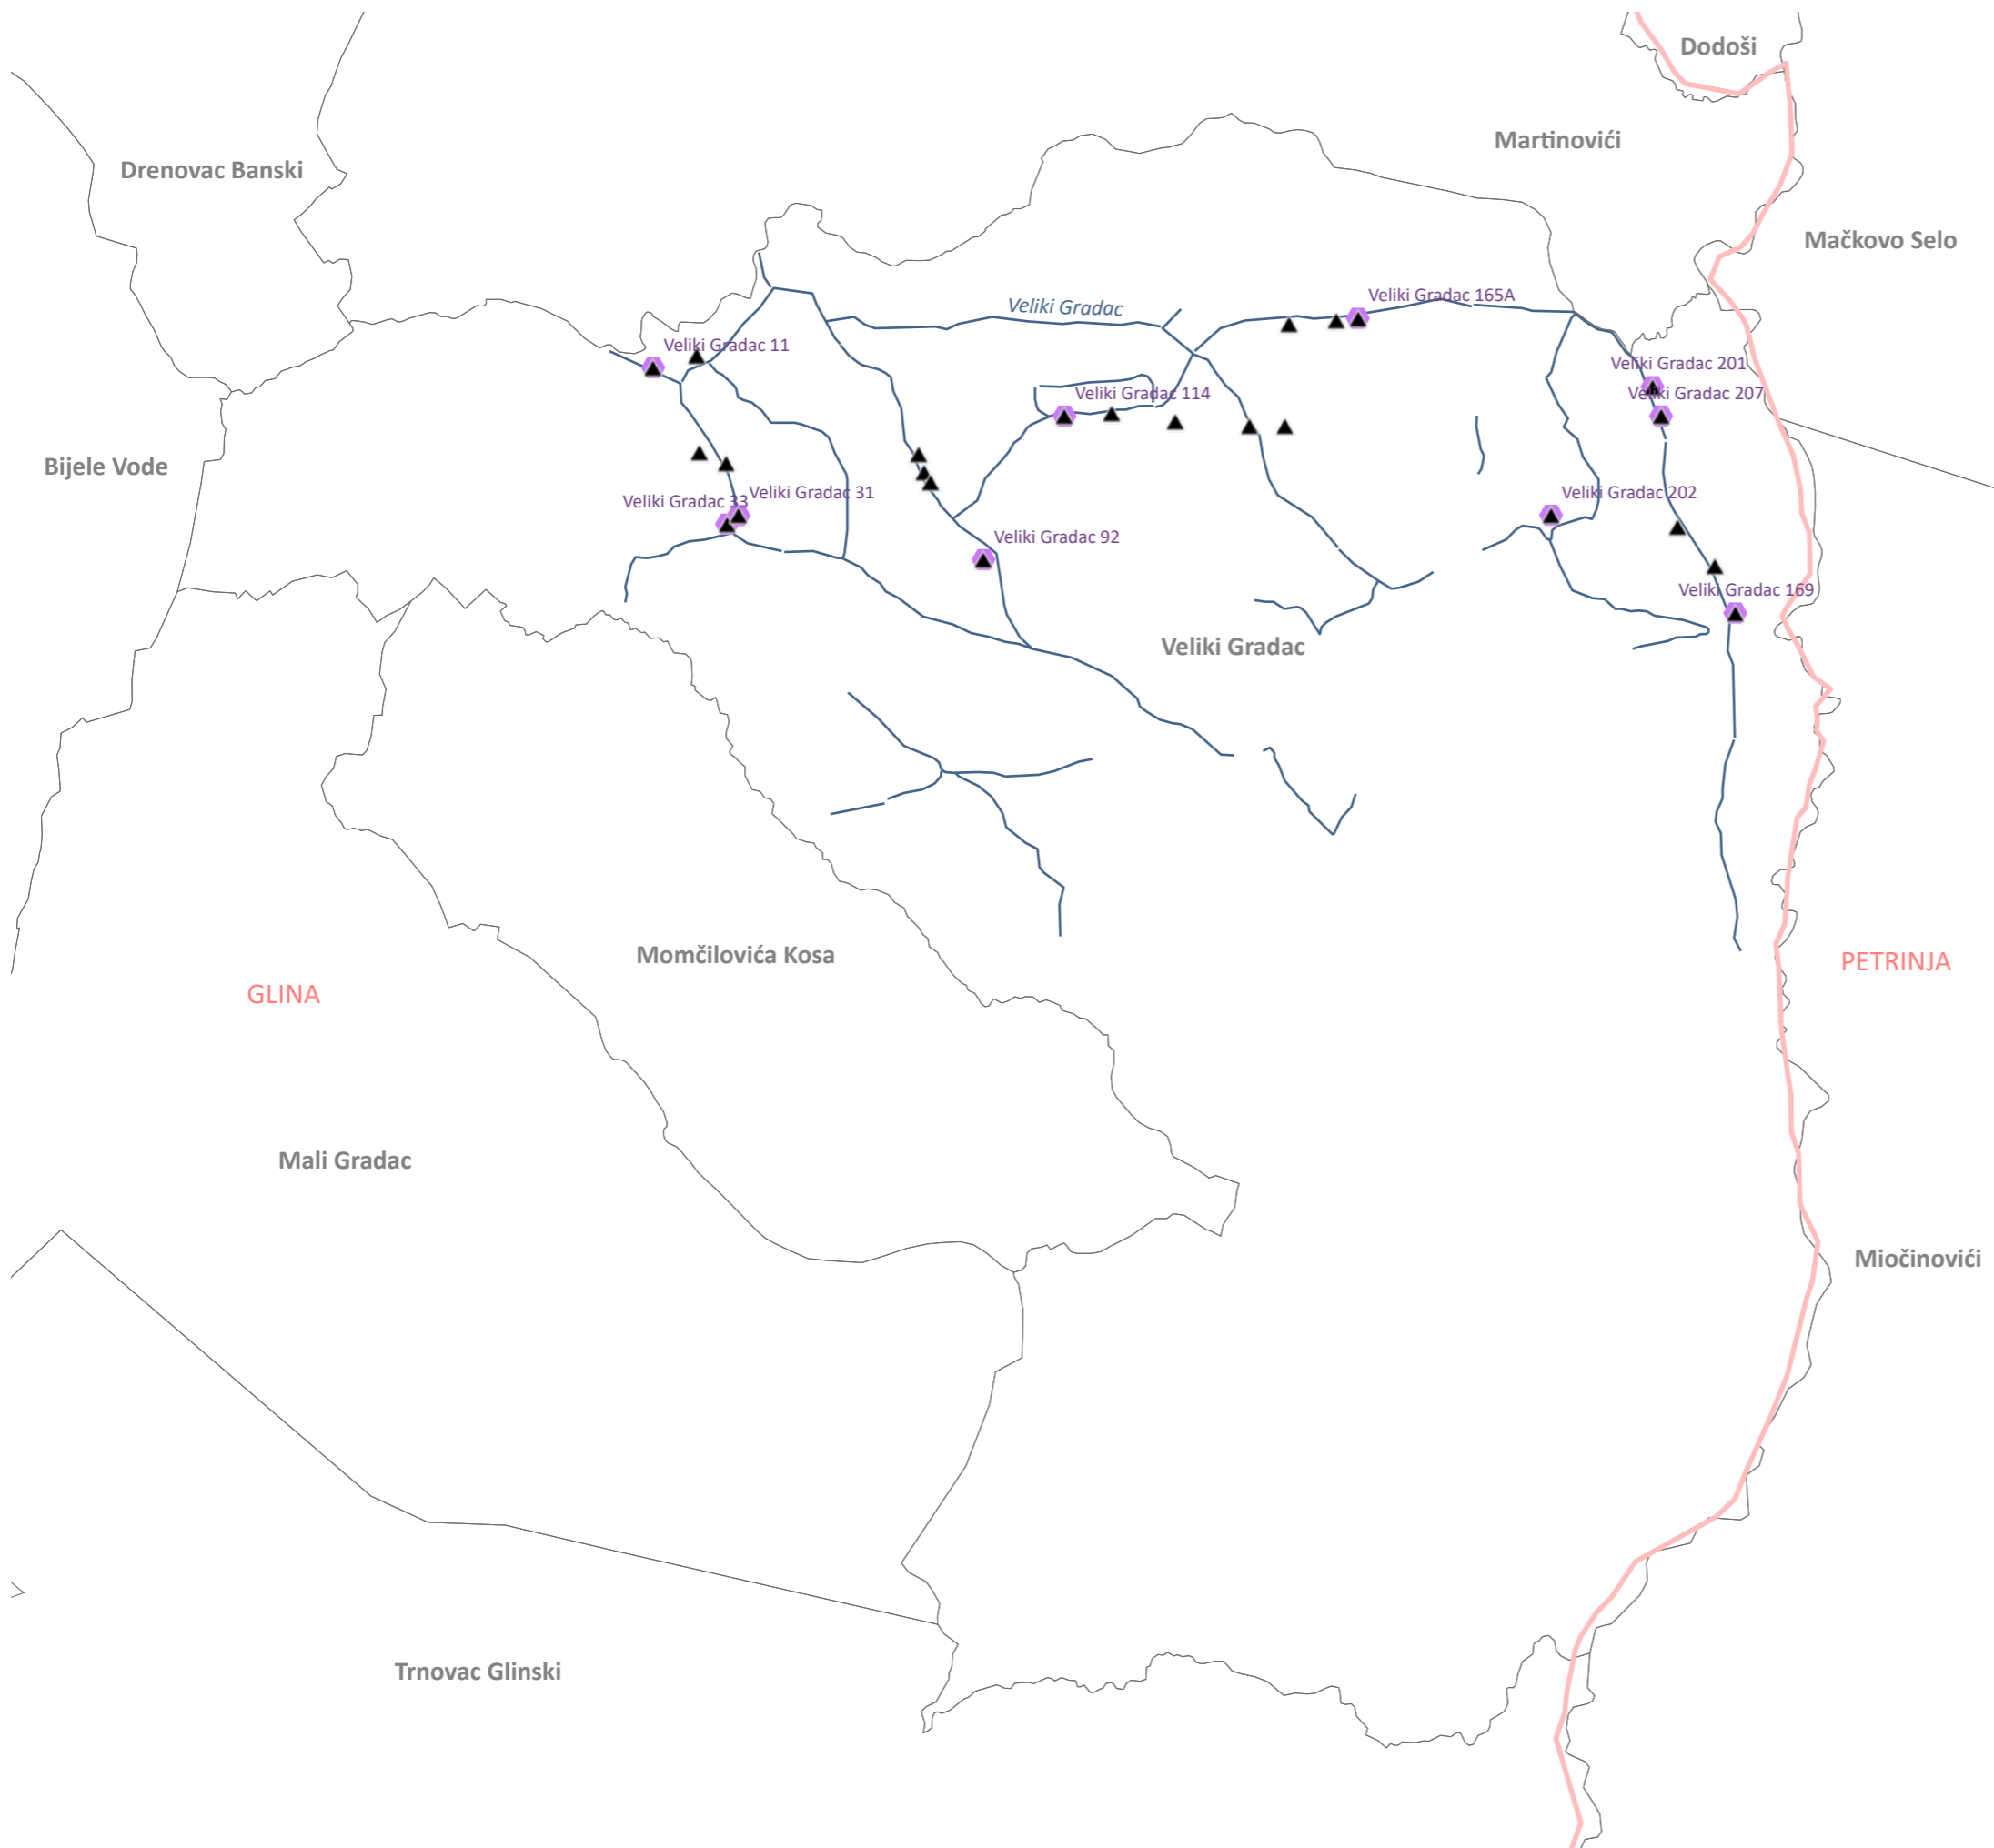 Dodoši
Martinovići
Drenovac Banski
Mačkovo Selo
Veliki Gradac 165A
Veliki Gradac
Veliki Gradac 11
Veliki Gradac 201
Veliki Gradac 207
Veliki Gradac 114
Bijele Vode
Veliki Gradac 31
Veliki Gradac 33
Veliki Gradac 202
Veliki Gradac 92
Veliki Gradac 169
Veliki Gradac
Momčilovića Kosa
PETRINJA
GLINA
Mali Gradac
Miočinovići
Trnovac Glinski